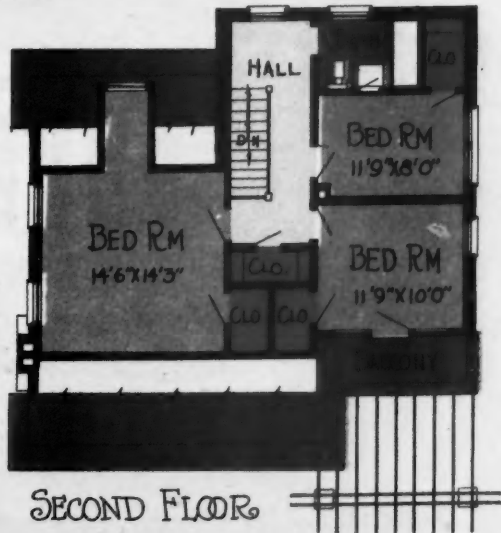 HALL
CLO
DN
BED RM
11'9"X8'0"
BED RM
14'6"X14'3"
CLO.
BED RM
11'9"X10'0"
CLO
CLO
BALCONY
SECOND FLOOR